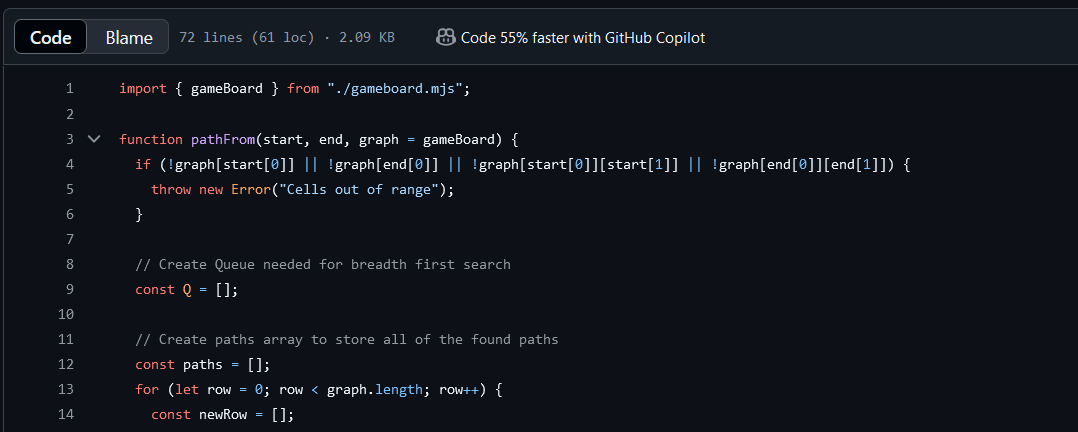 Code Blame 72 lines (61 loc) · 2.09 KB Code 55% faster with GitHub Copilot
1 import { gameBoard } from "./gameboard.mjs";
2
3 function pathFrom(start, end, graph = gameBoard) {
4 if (!graph[start[0]] || !graph[end[0]] || !graph[start[0]][start[1]] || !graph[end[0]][end[1]]) {
5 throw new Error("Cells out of range");
6 }
7
8 // Create Queue needed for breadth first search
9 const Q = [];
10
11 // Create paths array to store all of the found paths
12 const paths = [];
13 for (let row = 0; row < graph.length; row++) {
14 const newRow = [];